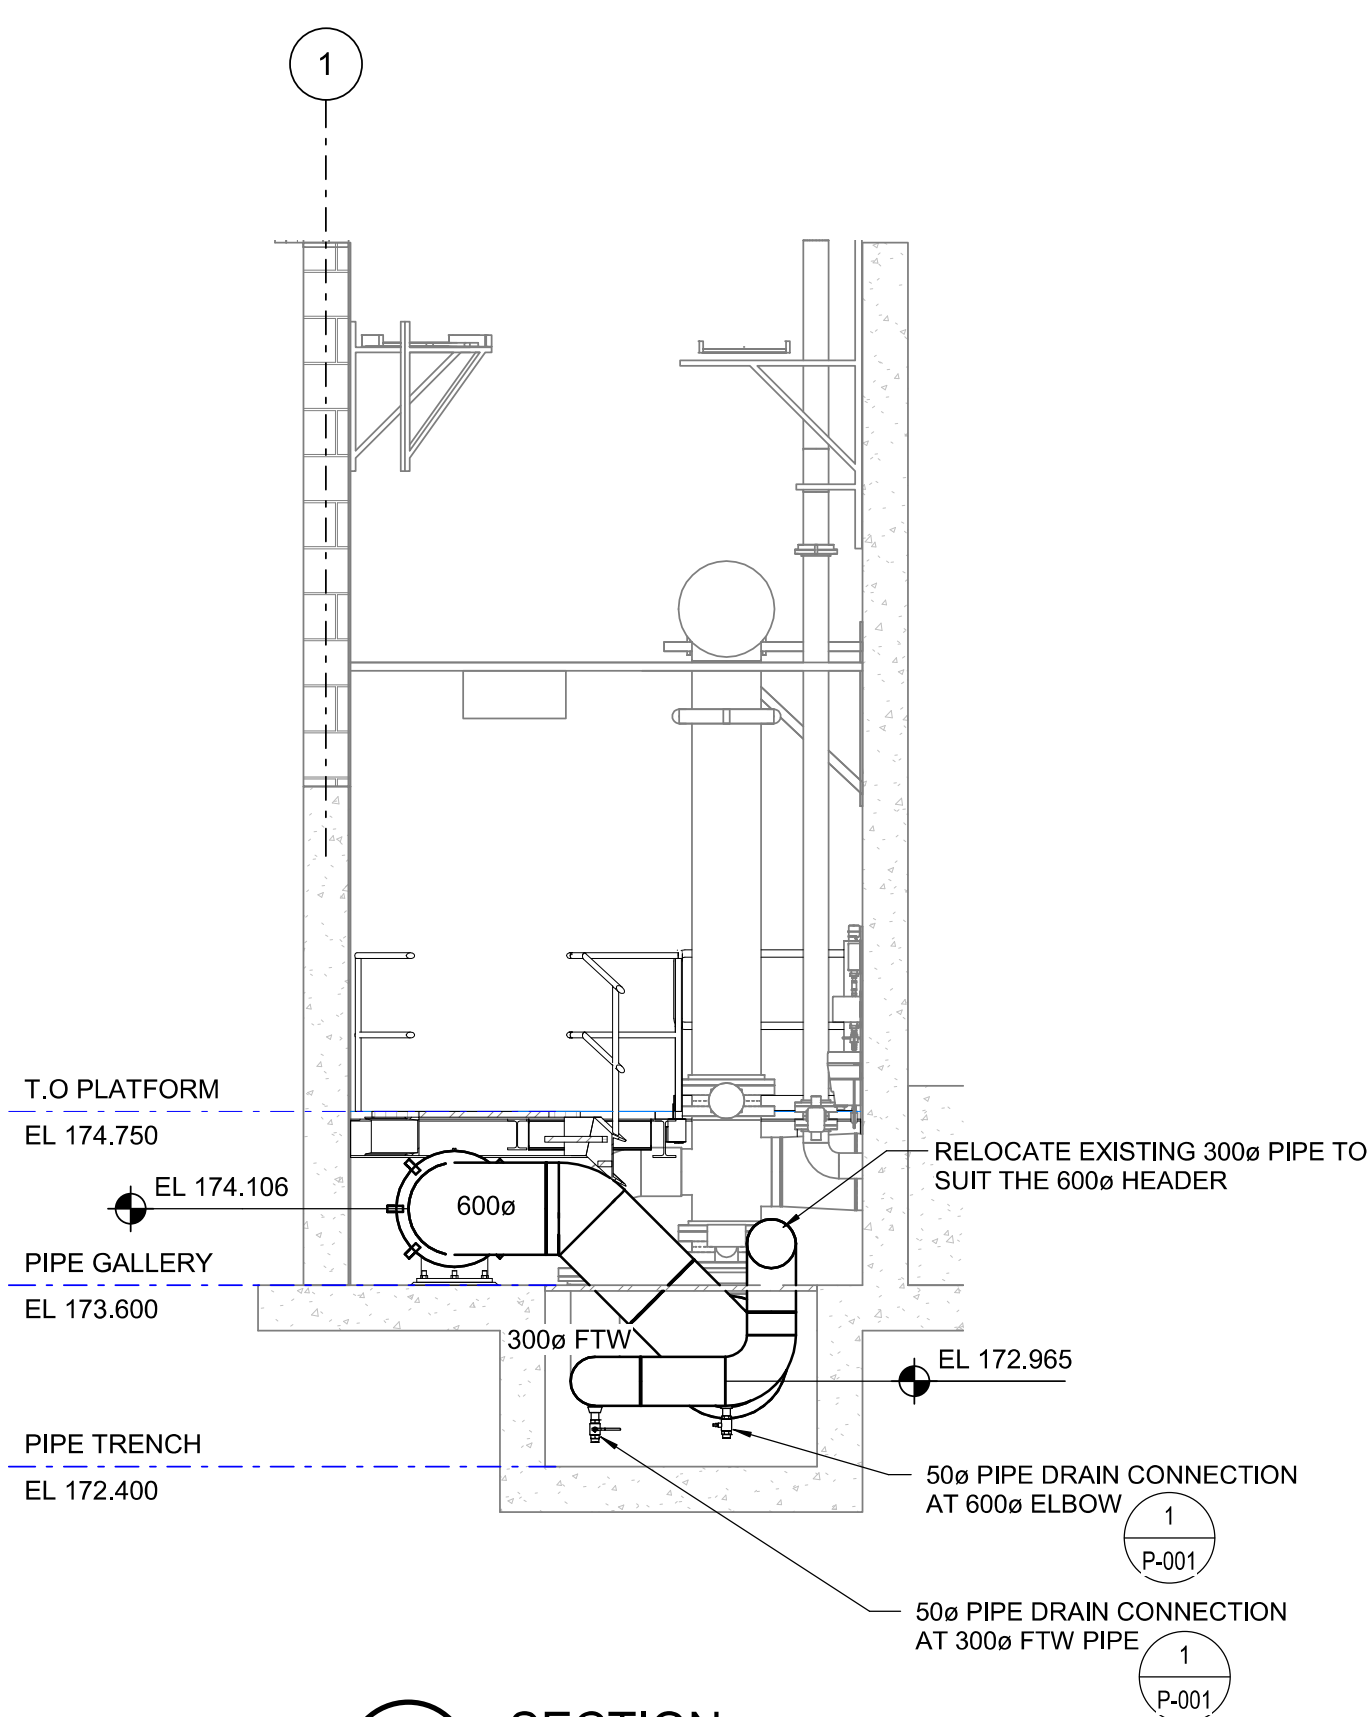 1
T.O PLATFORM
EL 174.750
EL 174.106
600ø
RELOCATE EXISTING 300ø PIPE TO
SUIT THE 600ø HEADER
PIPE GALLERY
EL 173.600
300ø FTW
EL 172.965
PIPE TRENCH
EL 172.400
50ø PIPE DRAIN CONNECTION
AT 600ø ELBOW
1
P-001
50ø PIPE DRAIN CONNECTION
AT 300ø FTW PIPE
1
P-001
SECTION